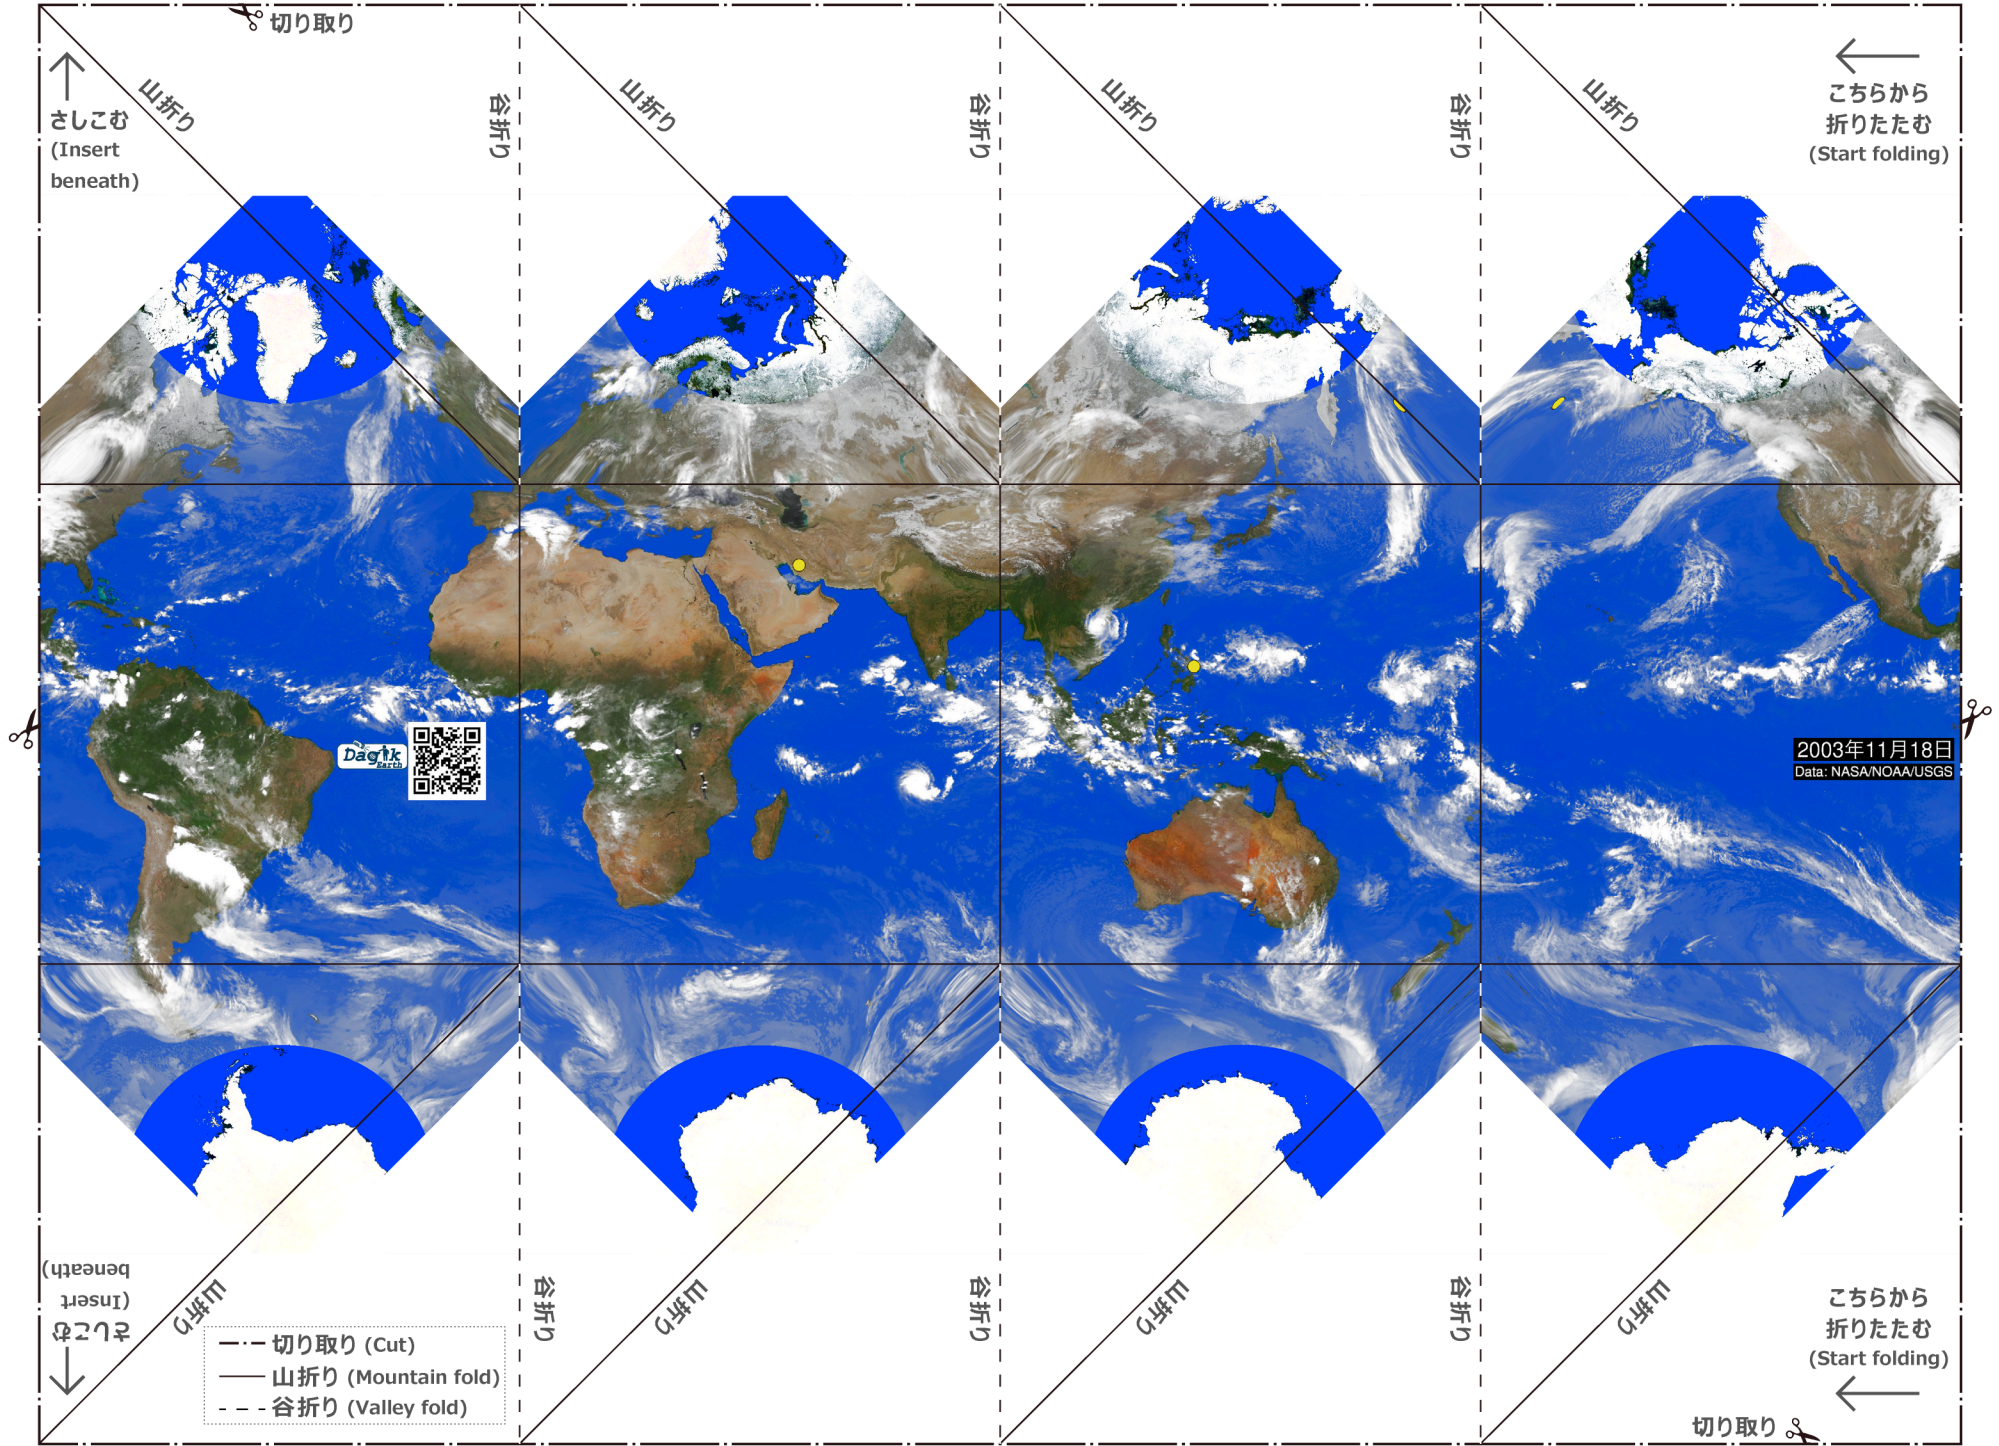 切り取り
山折り
山折り
山折り
山折り
こちらから
折りたたむ
(Start folding)
さしこむ
(Insert
beneath)
谷折り
谷折り
谷折り
Dagik
Earth
2003年11月18日
Data: NASA/NOAA/USGS
さしこむ
(Insert
beneath)
山折り
谷折り
山折り
谷折り
山折り
谷折り
山折り
こちらから
折りたたむ
(Start folding)
切り取り (Cut)
山折り (Mountain fold)
谷折り (Valley fold)
切り取り